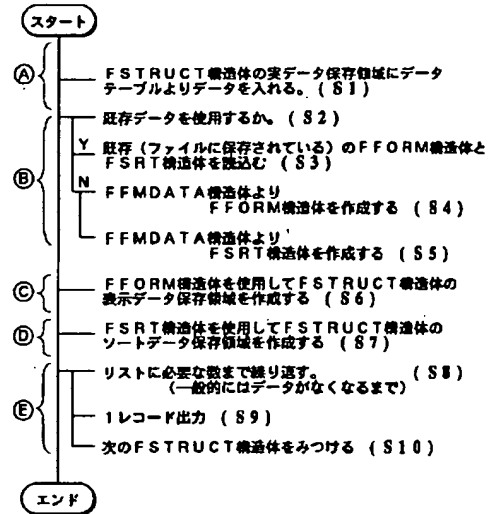 スタート
Ⓐ
FSTRUCT構造体の実データ保存領域にデータ
テーブルよりデータを入れる。(S1)
Ⓑ
既存データを使用するか。(S2)
Y
既存(ファイルに保存されている)のFFORM構造体と
FSRT構造体を読込む (S3)
N
FFMDATA構造体より
FFORM構造体を作成する (S4)
FFMDATA構造体より
FSRT構造体を作成する (S5)
Ⓒ
FFORM構造体を使用してFSTRUCT構造体の
表示データ保存領域を作成する (S6)
Ⓓ
FSRT構造体を使用してFSTRUCT構造体の
ソートデータ保存領域を作成する (S7)
Ⓔ
リストに必要な数まで繰り返す。 (S8)
(一般的にはデータがなくなるまで)
1レコード出力 (S9)
次のFSTRUCT構造体をみつける (S10)
エンド